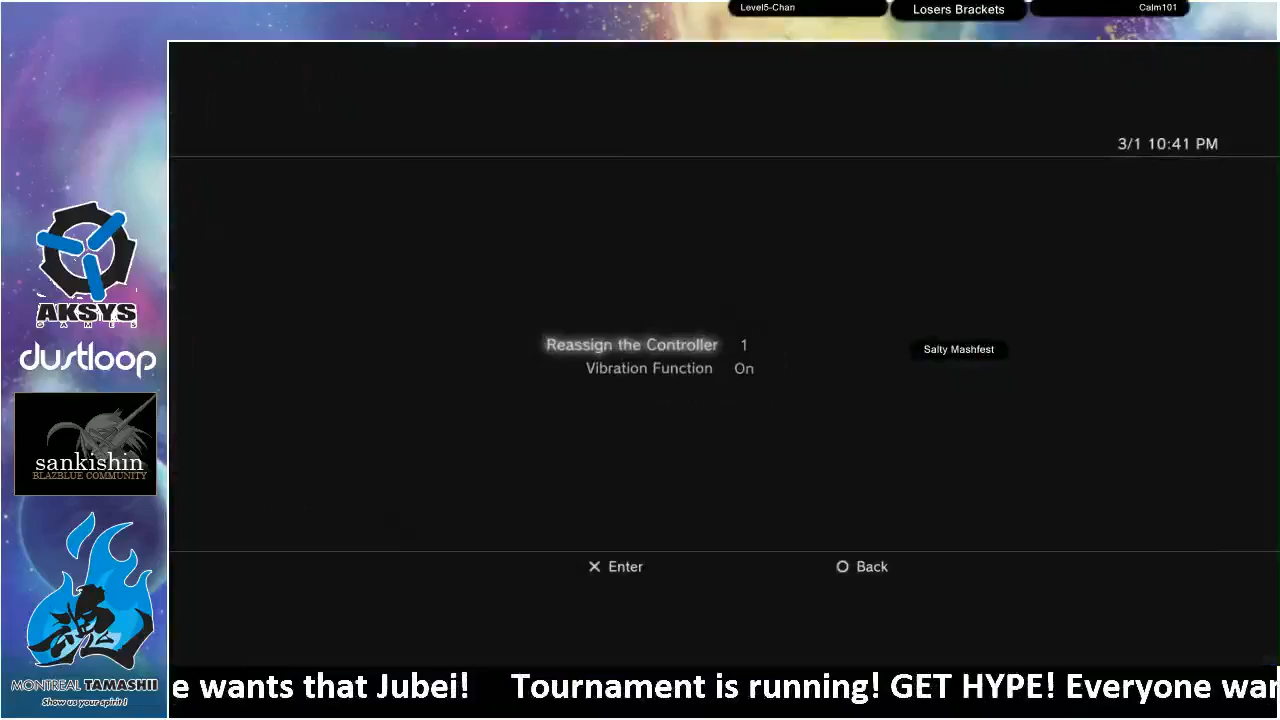 Level5-Chan
Losers Brackets
Calm101
3/1 10:41 PM
AKSYS
GAMES
dustloop
Reassign the Controller 1
Vibration Function On
Salty Mashfest
sankishin
BLAZBLUE COMMUNITY
魂
Enter
Back
MONTREAL TAMASHII
Show us your spirit!
e wants that Jubei! Tournament is running! GET HYPE! Everyone wan